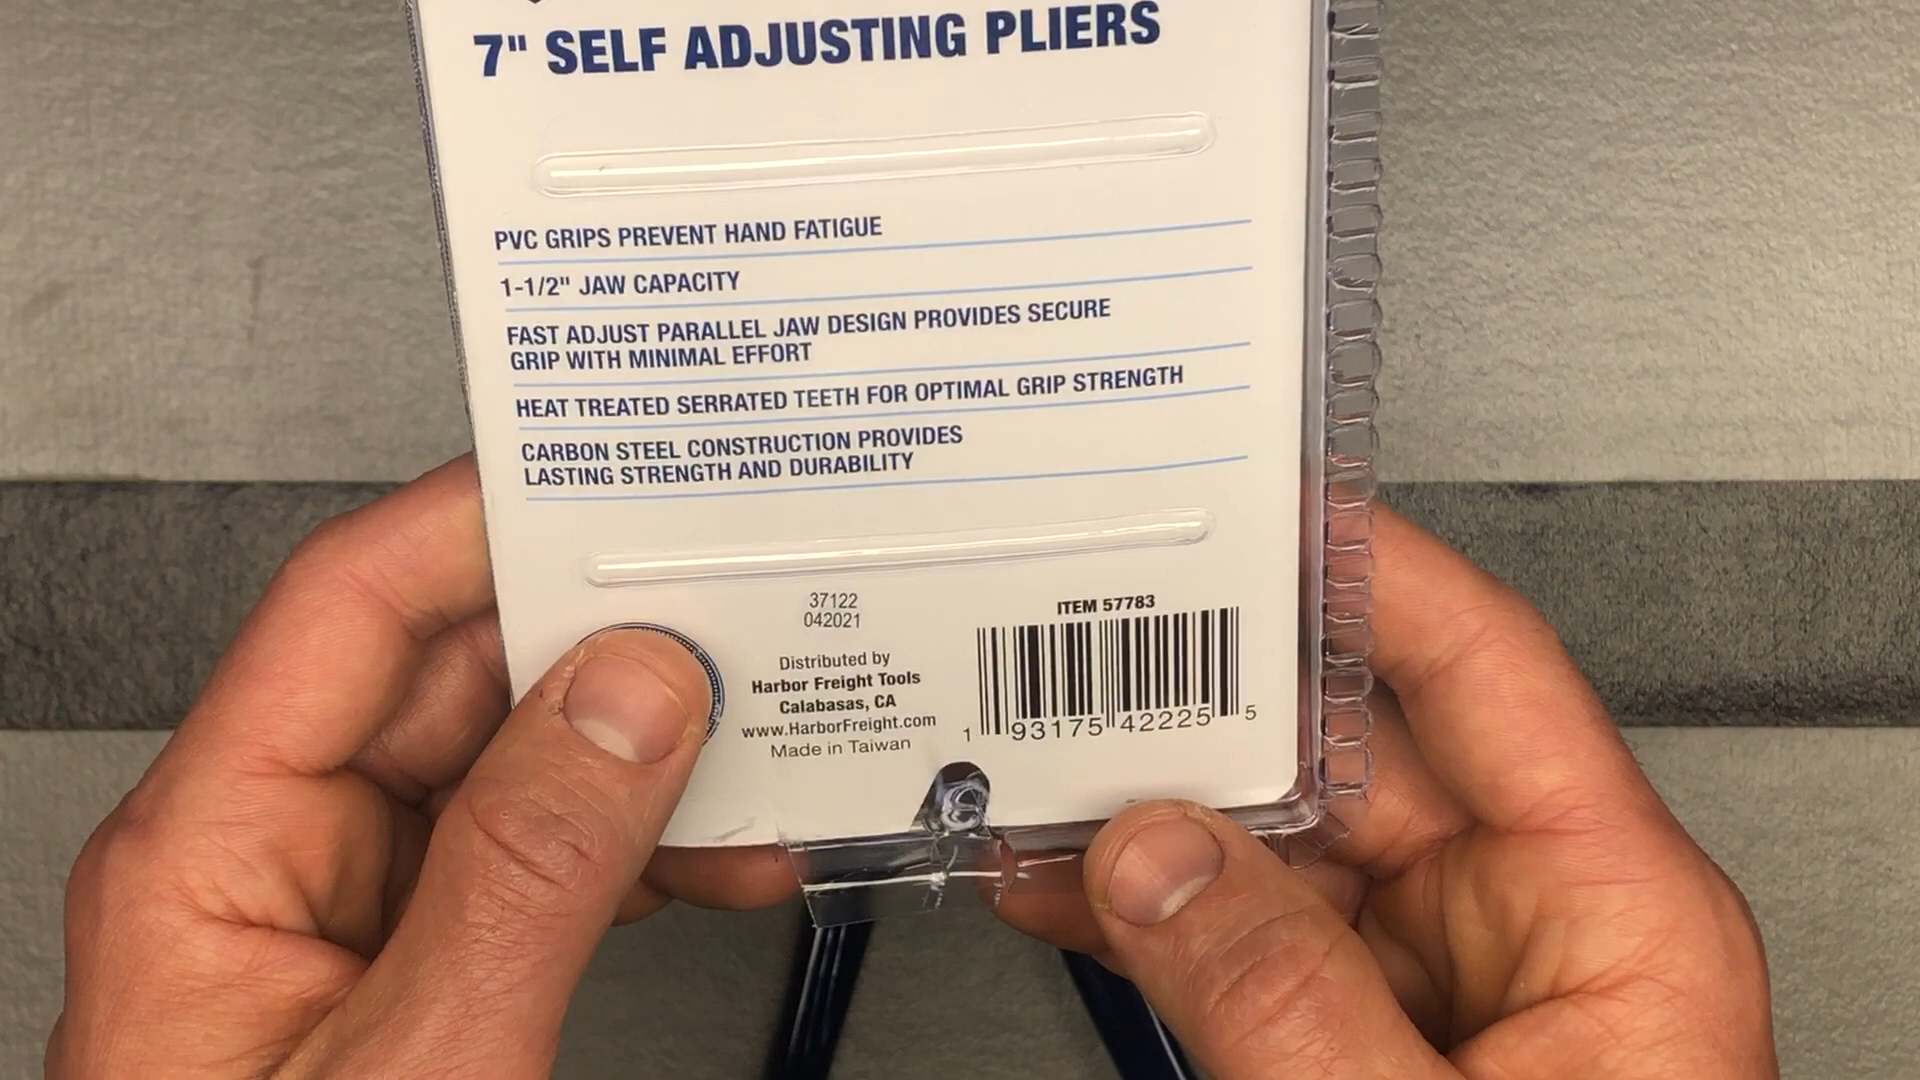 7" SELF ADJUSTING PLIERS
PVC GRIPS PREVENT HAND FATIGUE
1-1/2" JAW CAPACITY
FAST ADJUST PARALLEL JAW DESIGN PROVIDES SECURE
GRIP WITH MINIMAL EFFORT
HEAT TREATED SERRATED TEETH FOR OPTIMAL GRIP STRENGTH
CARBON STEEL CONSTRUCTION PROVIDES
LASTING STRENGTH AND DURABILITY
37122
042021
Distributed by
Harbor Freight Tools
Calabasas, CA
www.HarborFreight.com
Made in Taiwan
ITEM 57783
1 93175 42225 5